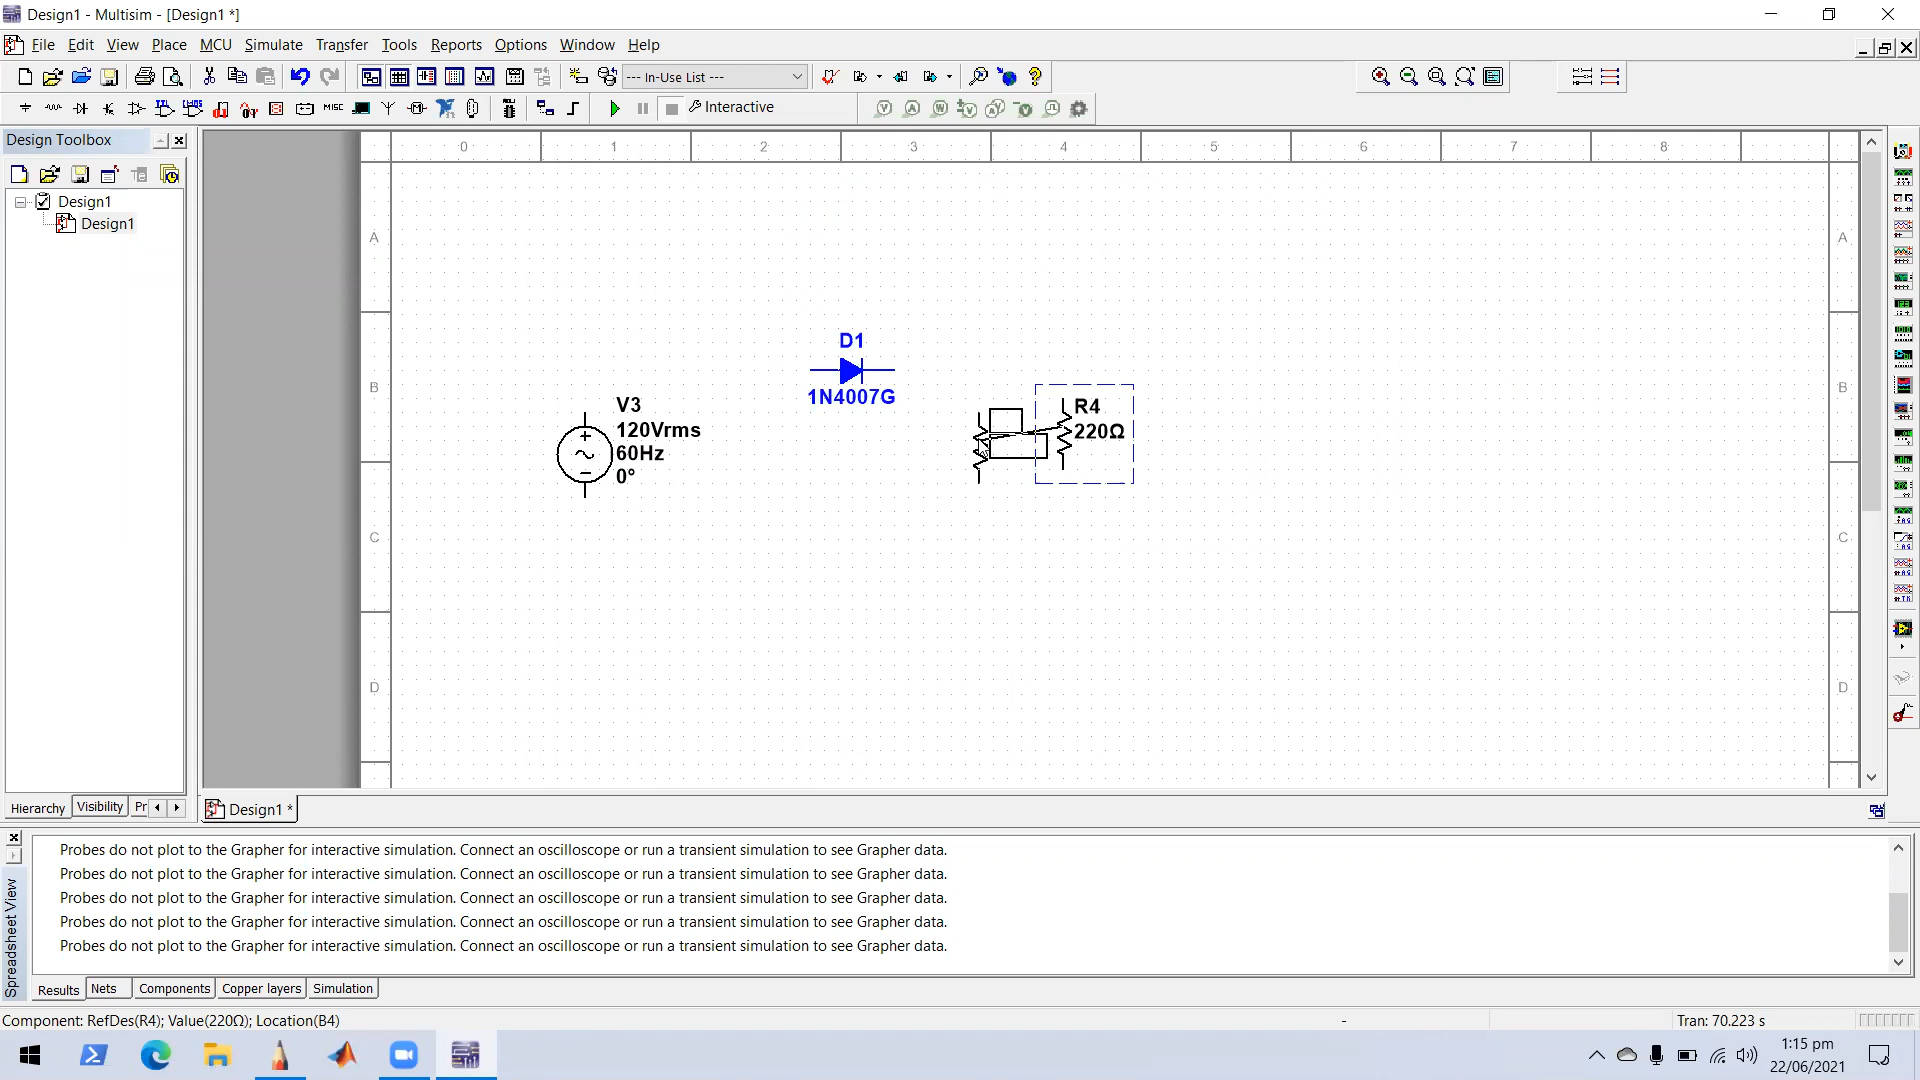 Design1 - Multisim - [Design1 *]
File Edit View Place MCU Simulate Transfer Tools Reports Options Window Help
--- In-Use List ---
MISC Interactive
Design Toolbox
Design1
Design1
0 1 2 3 4 5 6 7 8
A A
D1
B B
1N4007G
V3
120Vrms
60Hz
0°
R4
220Ω
C C
D D
Hierarchy Visibility Pr
Design1 *
Probes do not plot to the Grapher for interactive simulation. Connect an oscilloscope or run a transient simulation to see Grapher data.
Probes do not plot to the Grapher for interactive simulation. Connect an oscilloscope or run a transient simulation to see Grapher data.
Probes do not plot to the Grapher for interactive simulation. Connect an oscilloscope or run a transient simulation to see Grapher data.
Probes do not plot to the Grapher for interactive simulation. Connect an oscilloscope or run a transient simulation to see Grapher data.
Probes do not plot to the Grapher for interactive simulation. Connect an oscilloscope or run a transient simulation to see Grapher data.
Spreadsheet View
Results Nets Components Copper layers Simulation
Component: RefDes(R4); Value(220Ω); Location(B4)
-
Tran: 70.223 s
1:15 pm
22/06/2021